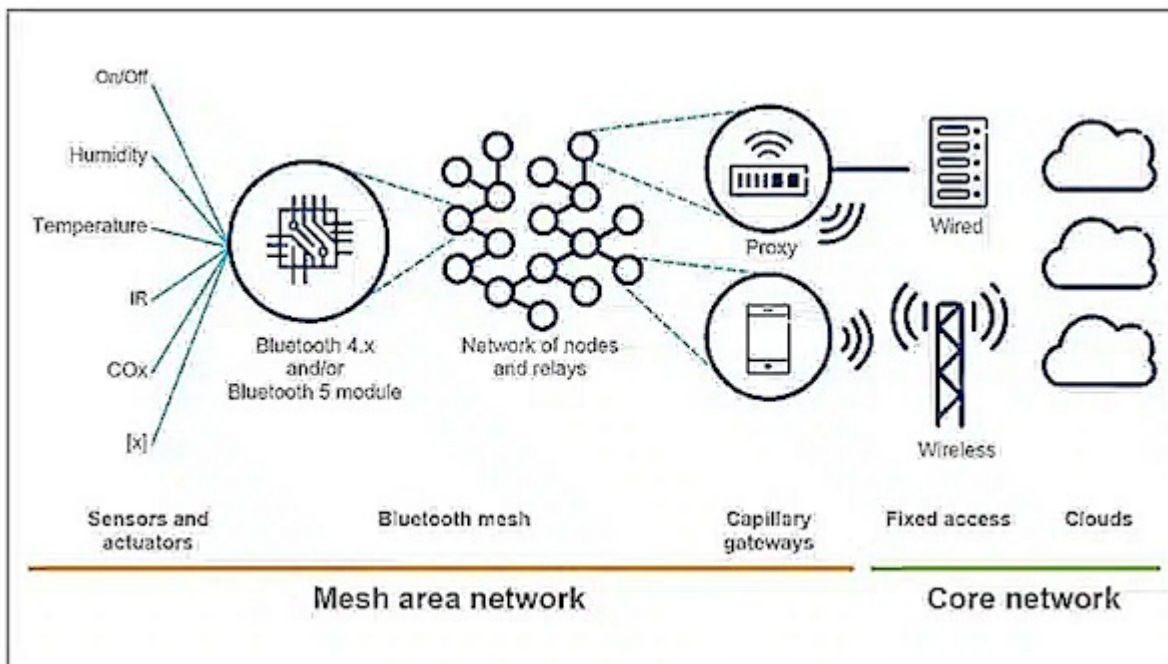 On/Off
Humidity
Temperature
IR
COx
[x]
Bluetooth 4.x
and/or
Bluetooth 5 module
Network of nodes
and relays
Proxy
Wired
Wireless
Sensors and
actuators
Bluetooth mesh
Capillary
gateways
Fixed access
Clouds
Mesh area network
Core network